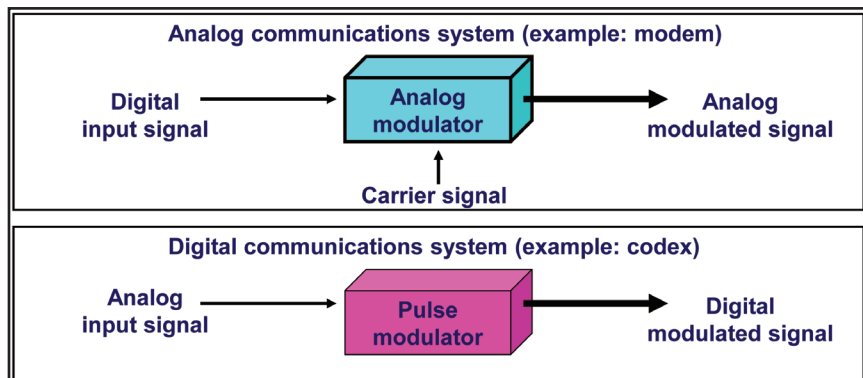 Analog communications system (example: modem)
Digital
input signal
Analog
modulator
Analog
modulated signal
Carrier signal
Digital communications system (example: codex)
Analog
input signal
Pulse
modulator
Digital
modulated signal